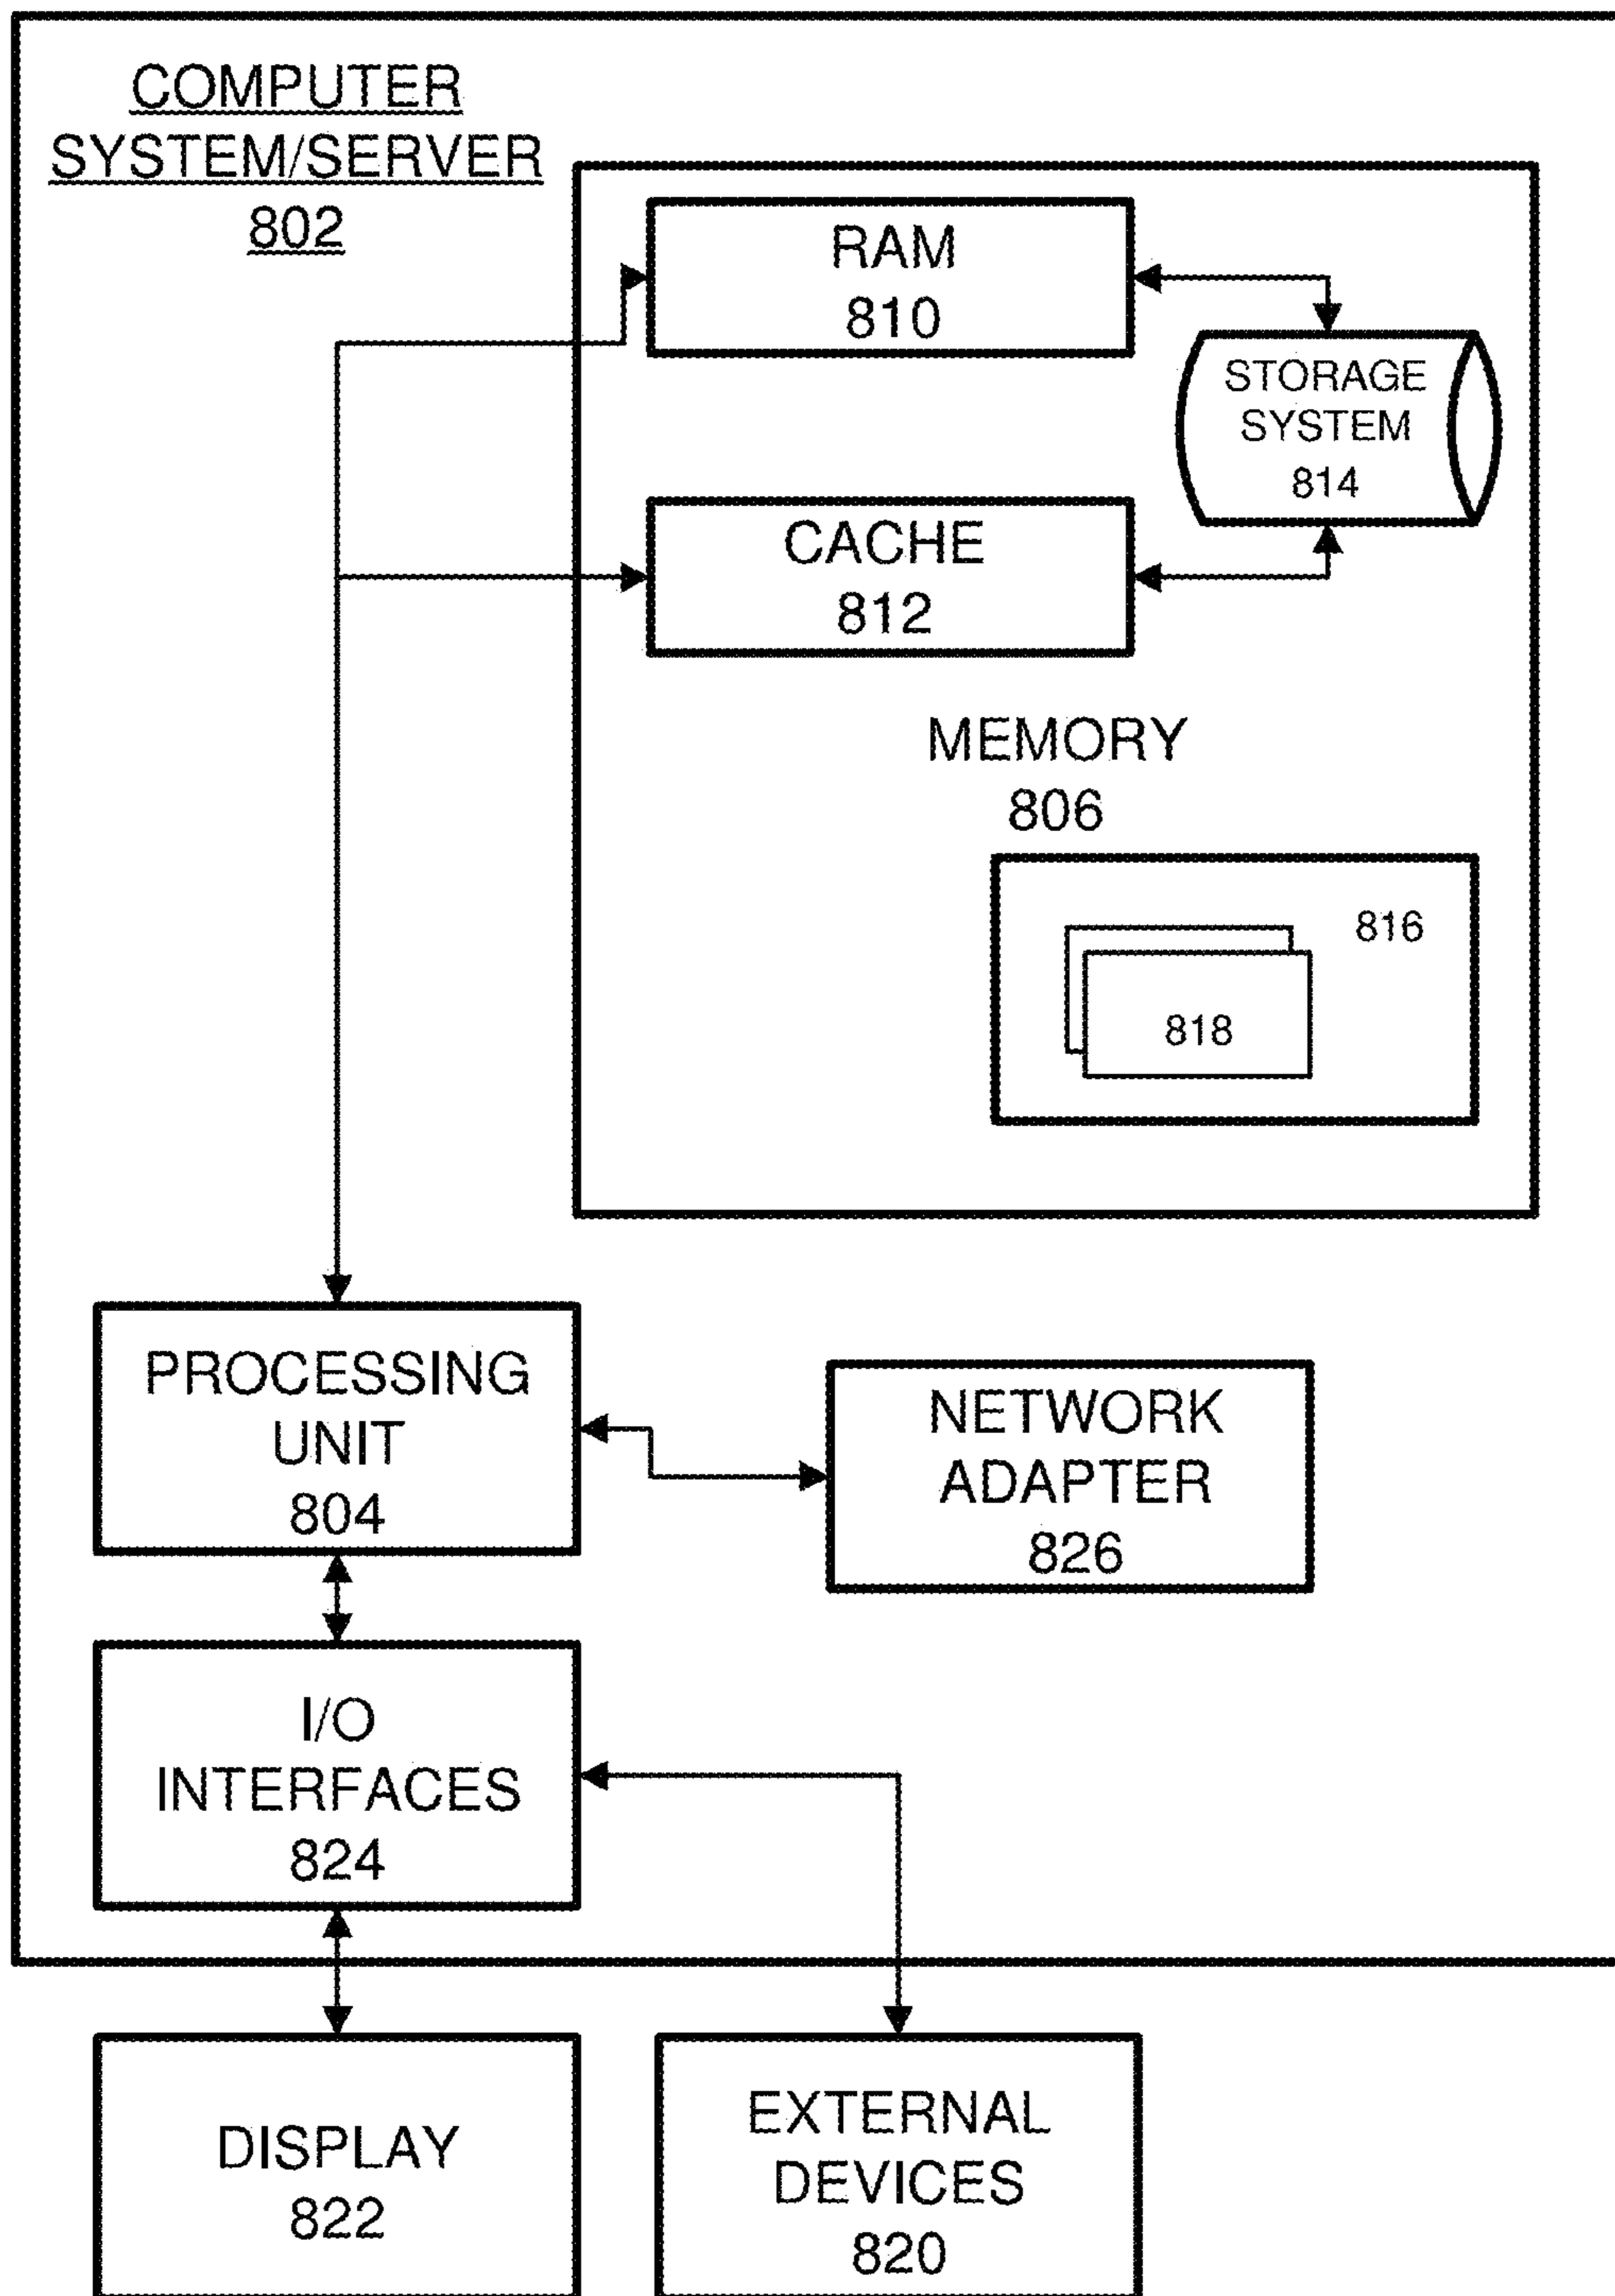 COMPUTER
SYSTEM/SERVER
802
RAM
810
STORAGE
SYSTEM
814
CACHE
812
MEMORY
806
816
818
PROCESSING
UNIT
804
NETWORK
ADAPTER
826
I/O
INTERFACES
824
DISPLAY
822
EXTERNAL
DEVICES
820